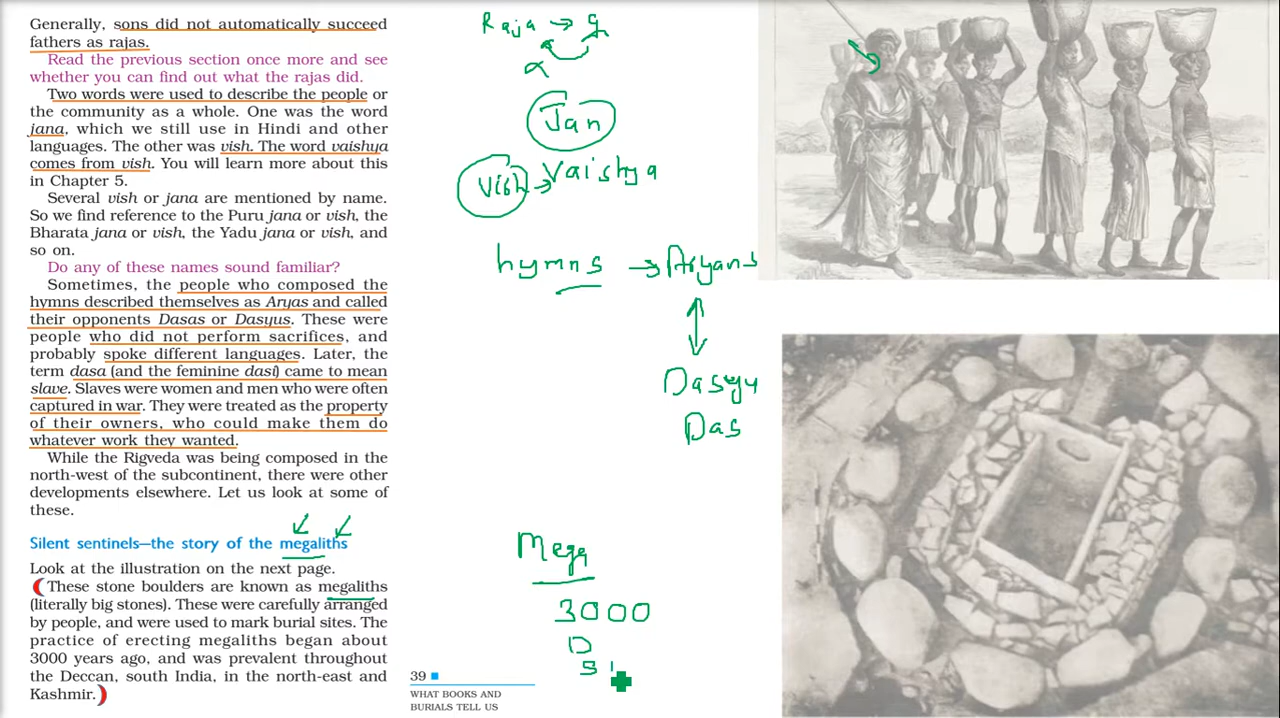 Generally, sons did not automatically succeed
fathers as rajas.
Read the previous section once more and see
whether you can find out what the rajas did.
Two words were used to describe the people or
the community as a whole. One was the word
jana, which we still use in Hindi and other
languages. The other was vish. The word vaishya
comes from vish. You will learn more about this
in Chapter 5.
Several vish or jana are mentioned by name.
So we find reference to the Puru jana or vish, the
Bharata jana or vish, the Yadu jana or vish, and
so on.
Do any of these names sound familiar?
Sometimes, the people who composed the
hymns described themselves as Aryas and called
their opponents Dasas or Dasyus. These were
people who did not perform sacrifices, and
probably spoke different languages. Later, the
term dasa (and the feminine dasi) came to mean
slave. Slaves were women and men who were often
captured in war. They were treated as the property
of their owners, who could make them do
whatever work they wanted.
While the Rigveda was being composed in the
north-west of the subcontinent, there were other
developments elsewhere. Let us look at some of
these.
Silent sentinels—the story of the megaliths
Look at the illustration on the next page.
(These stone boulders are known as megaliths
(literally big stones). These were carefully arranged
by people, and were used to mark burial sites. The
practice of erecting megaliths began about
3000 years ago, and was prevalent throughout
the Deccan, south India, in the north-east and
Kashmir.)
39
WHAT BOOKS AND
BURIALS TELL US
Raja →
Jan
Vish → Vaishya
hymns → Aryans
Dasyu
Das
Mega
3000
D
S